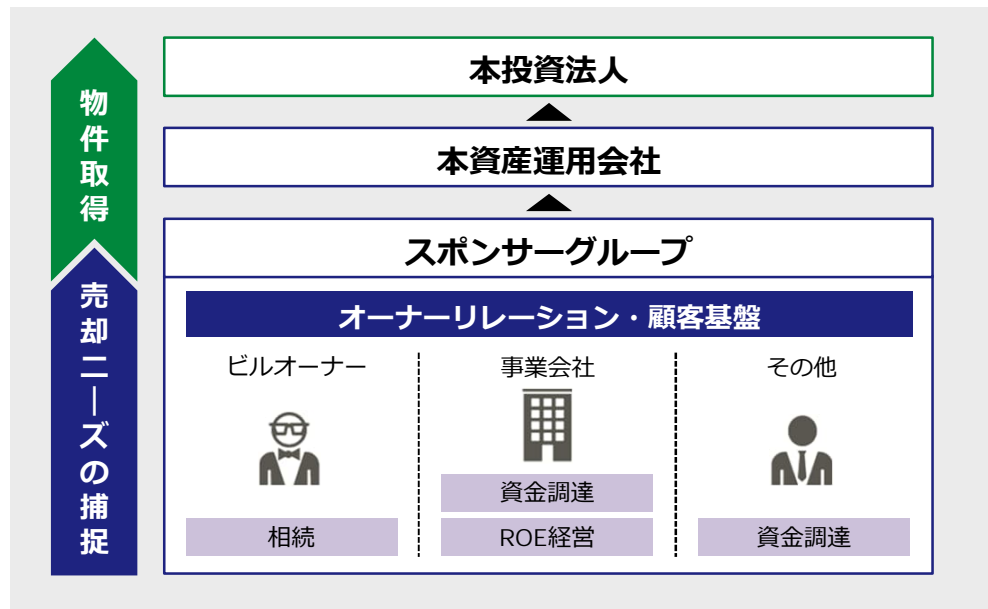 物件取得
売却ニーズの捕捉
本投資法人
本資産運用会社
スポンサーグループ
オーナーリレーション・顧客基盤
ビルオーナー
事業会社
その他
資金調達
相続
ROE経営
資金調達